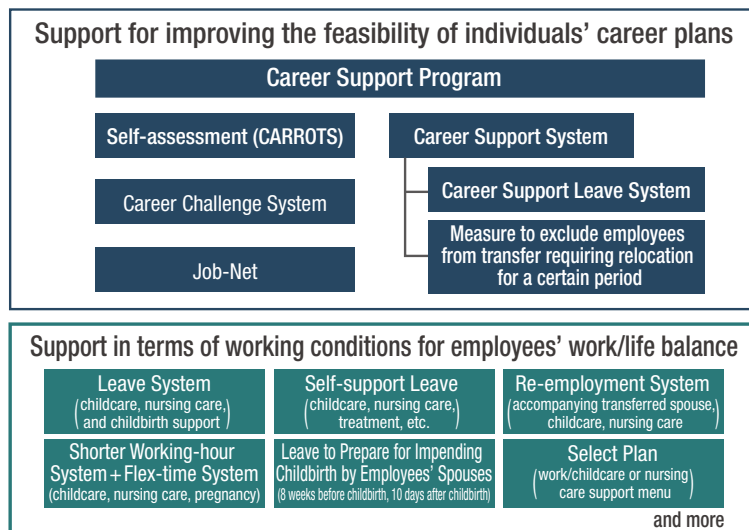 Support for improving the feasibility of individuals’ career plans
Career Support Program
Self-assessment (CARROTS)
Career Challenge System
Job-Net
Career Support System
Career Support Leave System
Measure to exclude employees
from transfer requiring relocation
for a certain period
Support in terms of working conditions for employees’ work/life balance
Leave System
(childcare, nursing care,
and childbirth support)
Self-support Leave
(childcare, nursing care,
treatment, etc.)
Re-employment System
(accompanying transferred spouse,
childcare, nursing care)
Shorter Working-hour
System+Flex-time System
(childcare, nursing care, pregnancy)
Leave to Prepare for Impending
Childbirth by Employees’ Spouses
(8 weeks before childbirth, 10 days after childbirth)
Select Plan
(work/childcare or nursing
care support menu)
and more